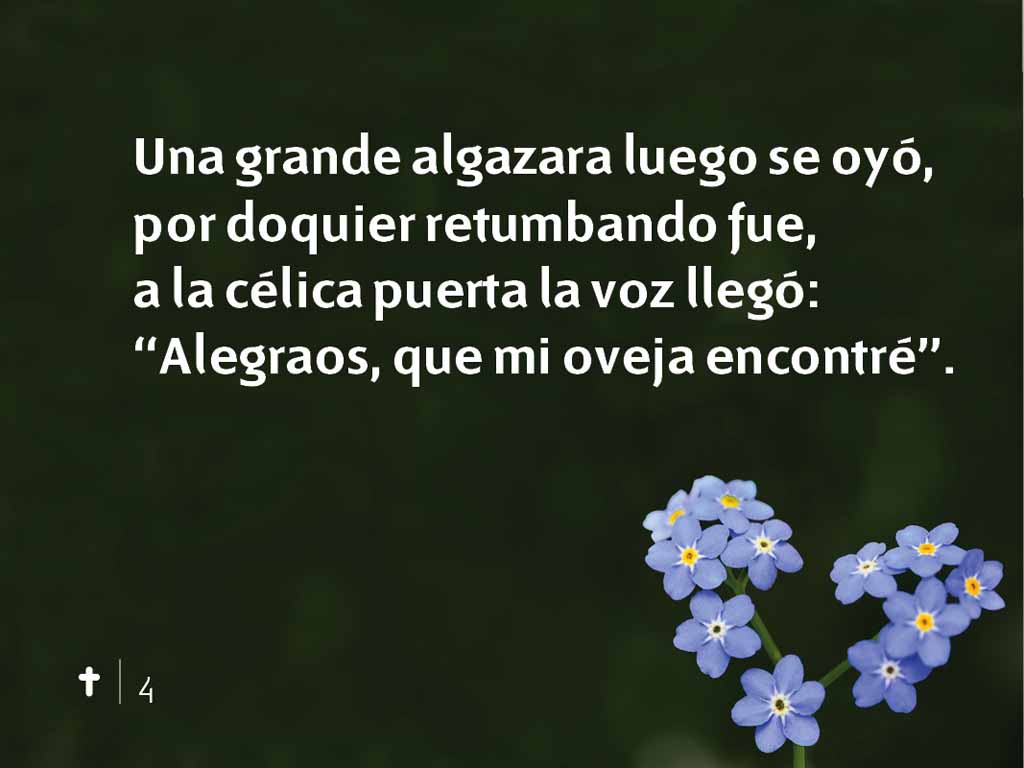 Una grande algazara luego se oyó,
por doquier retumbando fue,
a la célica puerta la voz llegó:
“Alegraos, que mi oveja encontré”.
4